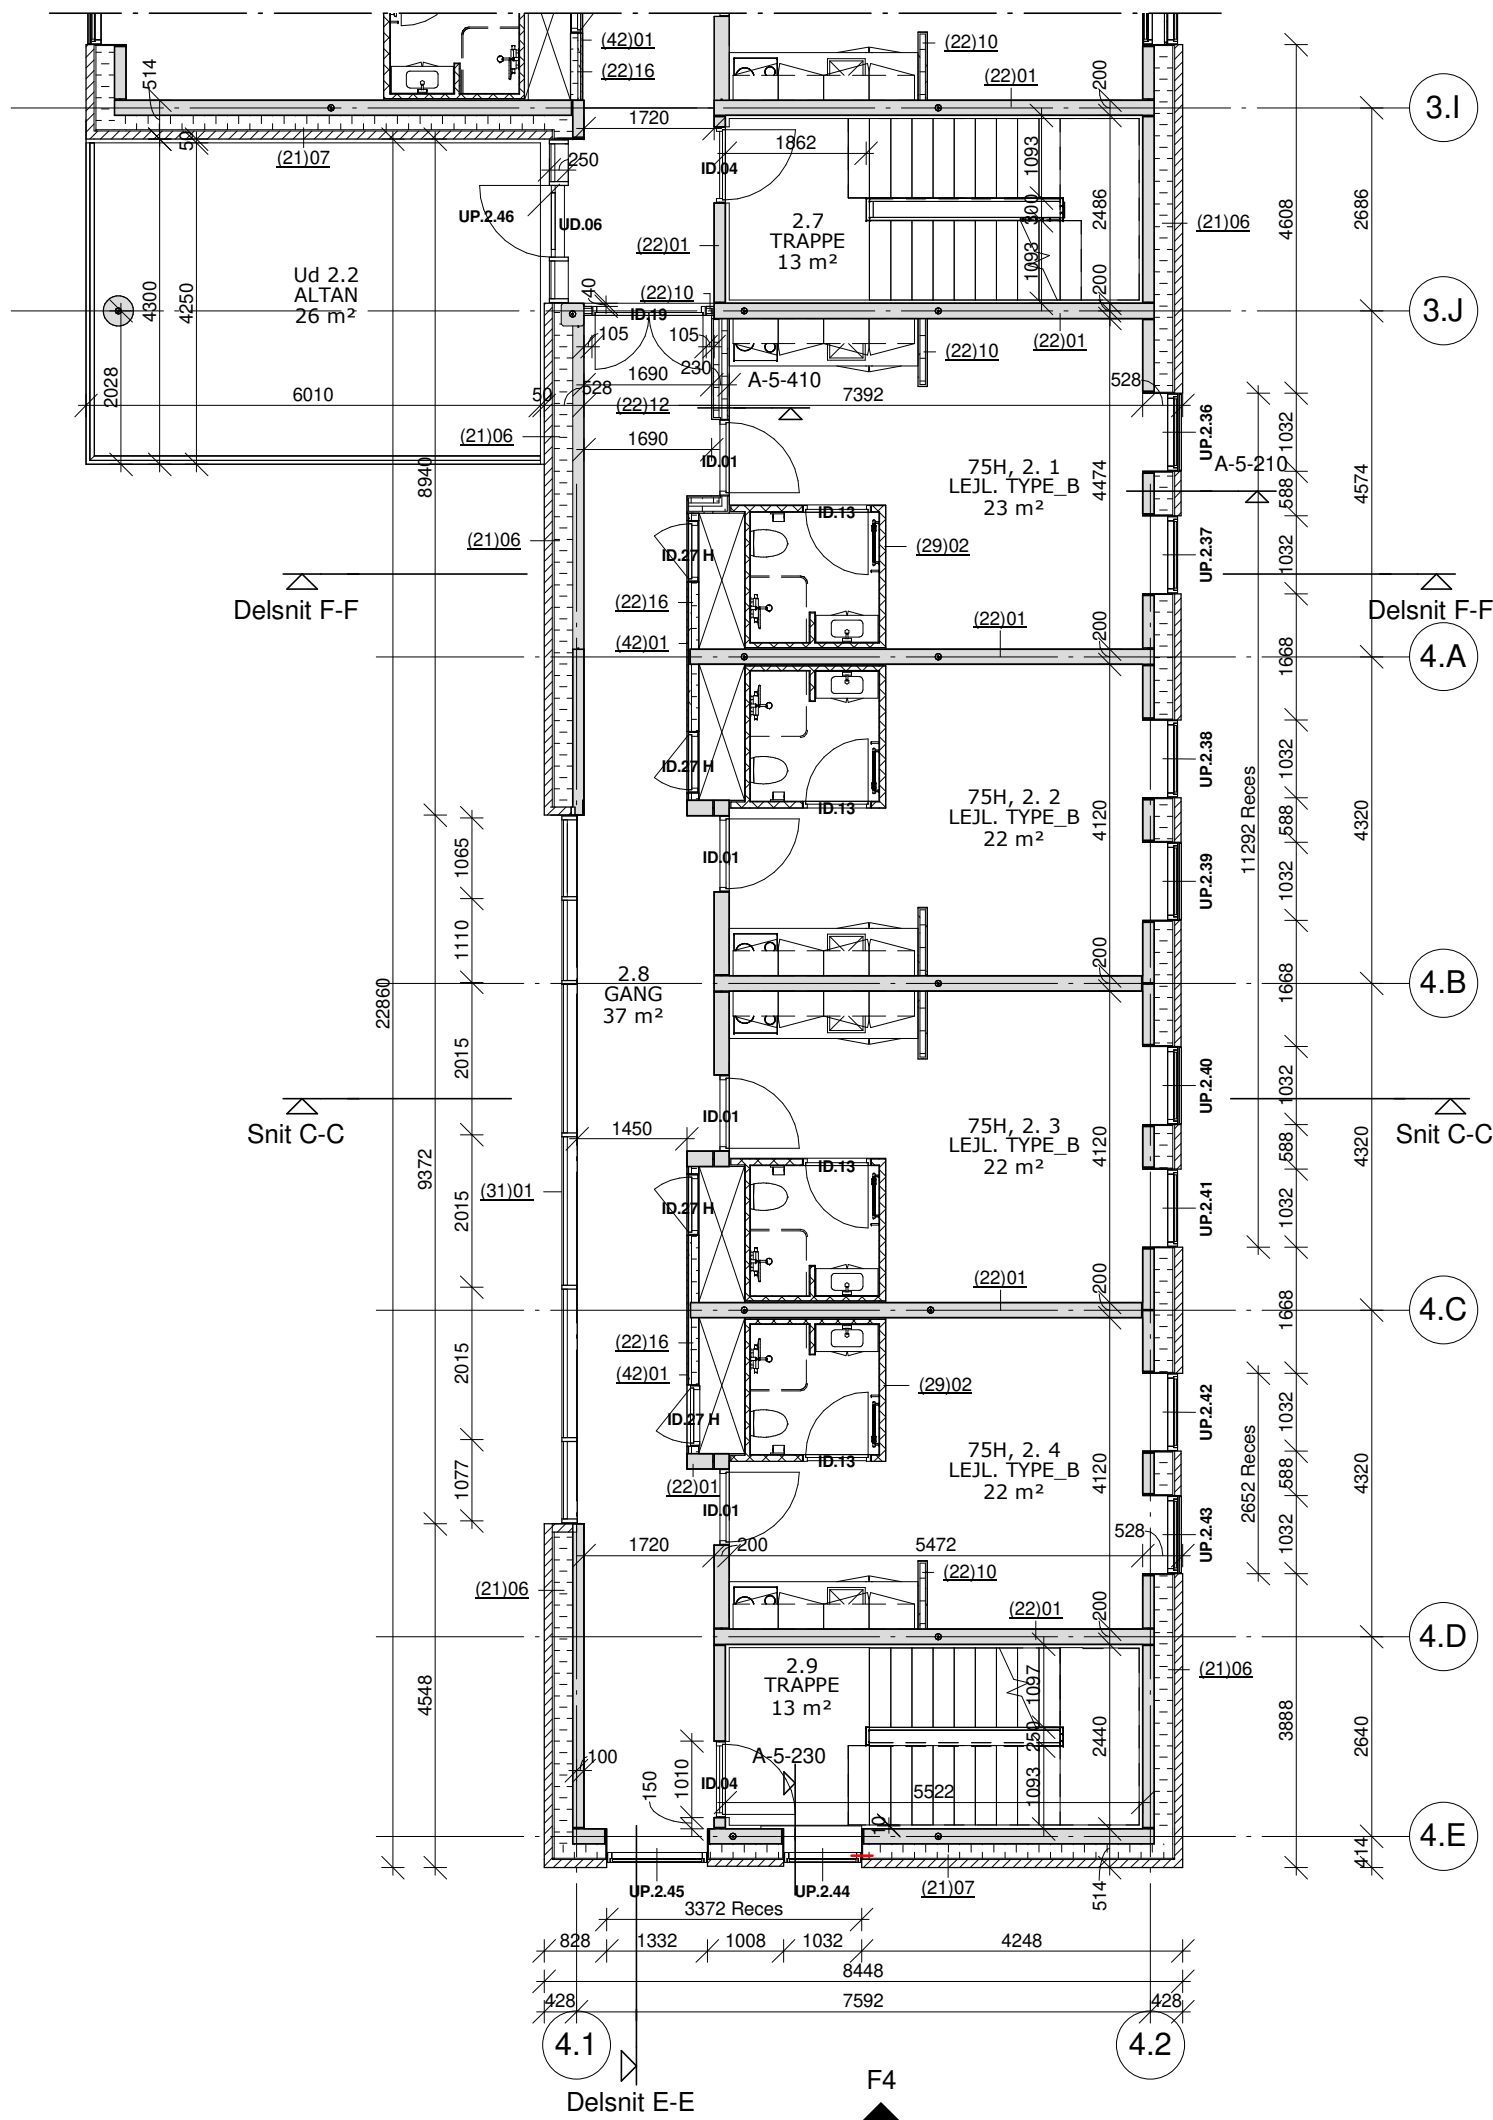 (42)01
(22)10
(22)16
514
(22)01
200
3.I
1720
50
(21)07
250
ID.04
1862
1093
UP.2.46
UD.06
2.7
TRAPPE
13 m²
300
2486
(21)06
4608
2686
(22)01
1093
Ud 2.2
ALTAN
26 m²
4300
4250
40
(22)10
200
ID.19
3.J
105
105
(22)01
230
(22)10
2028
1690
A-5-410
528
6010
50
528
(22)12
7392
UP.2.36
1032
(21)06
1690
ID.01
A-5-210
8940
75H, 2. 1
LEJL. TYPE_B
23 m²
4474
588
4574
ID.13
(21)06
ID.27 H
(29)02
UP.2.37
1032
Delsnit F-F
(22)16
(22)01
Delsnit F-F
(42)01
200
1668
4.A
ID.27 H
UP.2.38
1032
75H, 2. 2
LEJL. TYPE_B
22 m²
ID.13
4120
588
11292 Reces
4320
1065
ID.01
UP.2.39
1032
1110
22860
2.8
GANG
37 m²
200
1668
4.B
2015
UP.2.40
1032
Snit C-C
ID.01
Snit C-C
1450
75H, 2. 3
LEJL. TYPE_B
22 m²
4120
588
4320
9372
(31)01
2015
ID.13
ID.27 H
UP.2.41
1032
(22)01
200
1668
4.C
2015
(22)16
(42)01
(29)02
ID.27 H
UP.2.42
1032
75H, 2. 4
LEJL. TYPE_B
22 m²
ID.13
4120
588
2652 Reces
4320
1077
(22)01
ID.01
UP.2.43
1032
1720
200
5472
528
(21)06
(22)10
(22)01
200
4.D
2.9
TRAPPE
13 m²
1097
(21)06
4548
250
2440
3888
2640
100
150
1010
ID.04
A-5-230
5522
1093
10
4.E
414
UP.2.45
UP.2.44
(21)07
514
3372 Reces
828
1332
1008
1032
4248
8448
428
7592
428
4.1
4.2
Delsnit E-E
F4